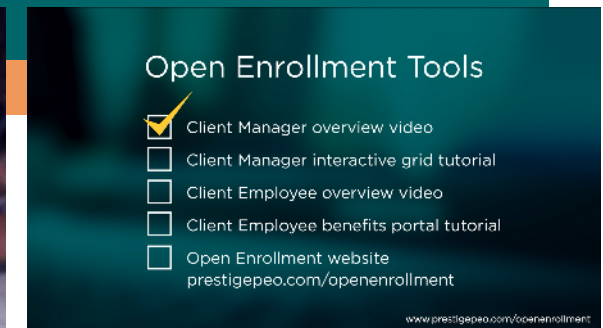 Open Enrollment Tools
Client Manager overview video
Client Manager interactive grid tutorial
Client Employee overview video
Client Employee benefits portal tutorial
Open Enrollment website
prestigepeo.com/openenrollment
www.prestigepeo.com/openenrollment